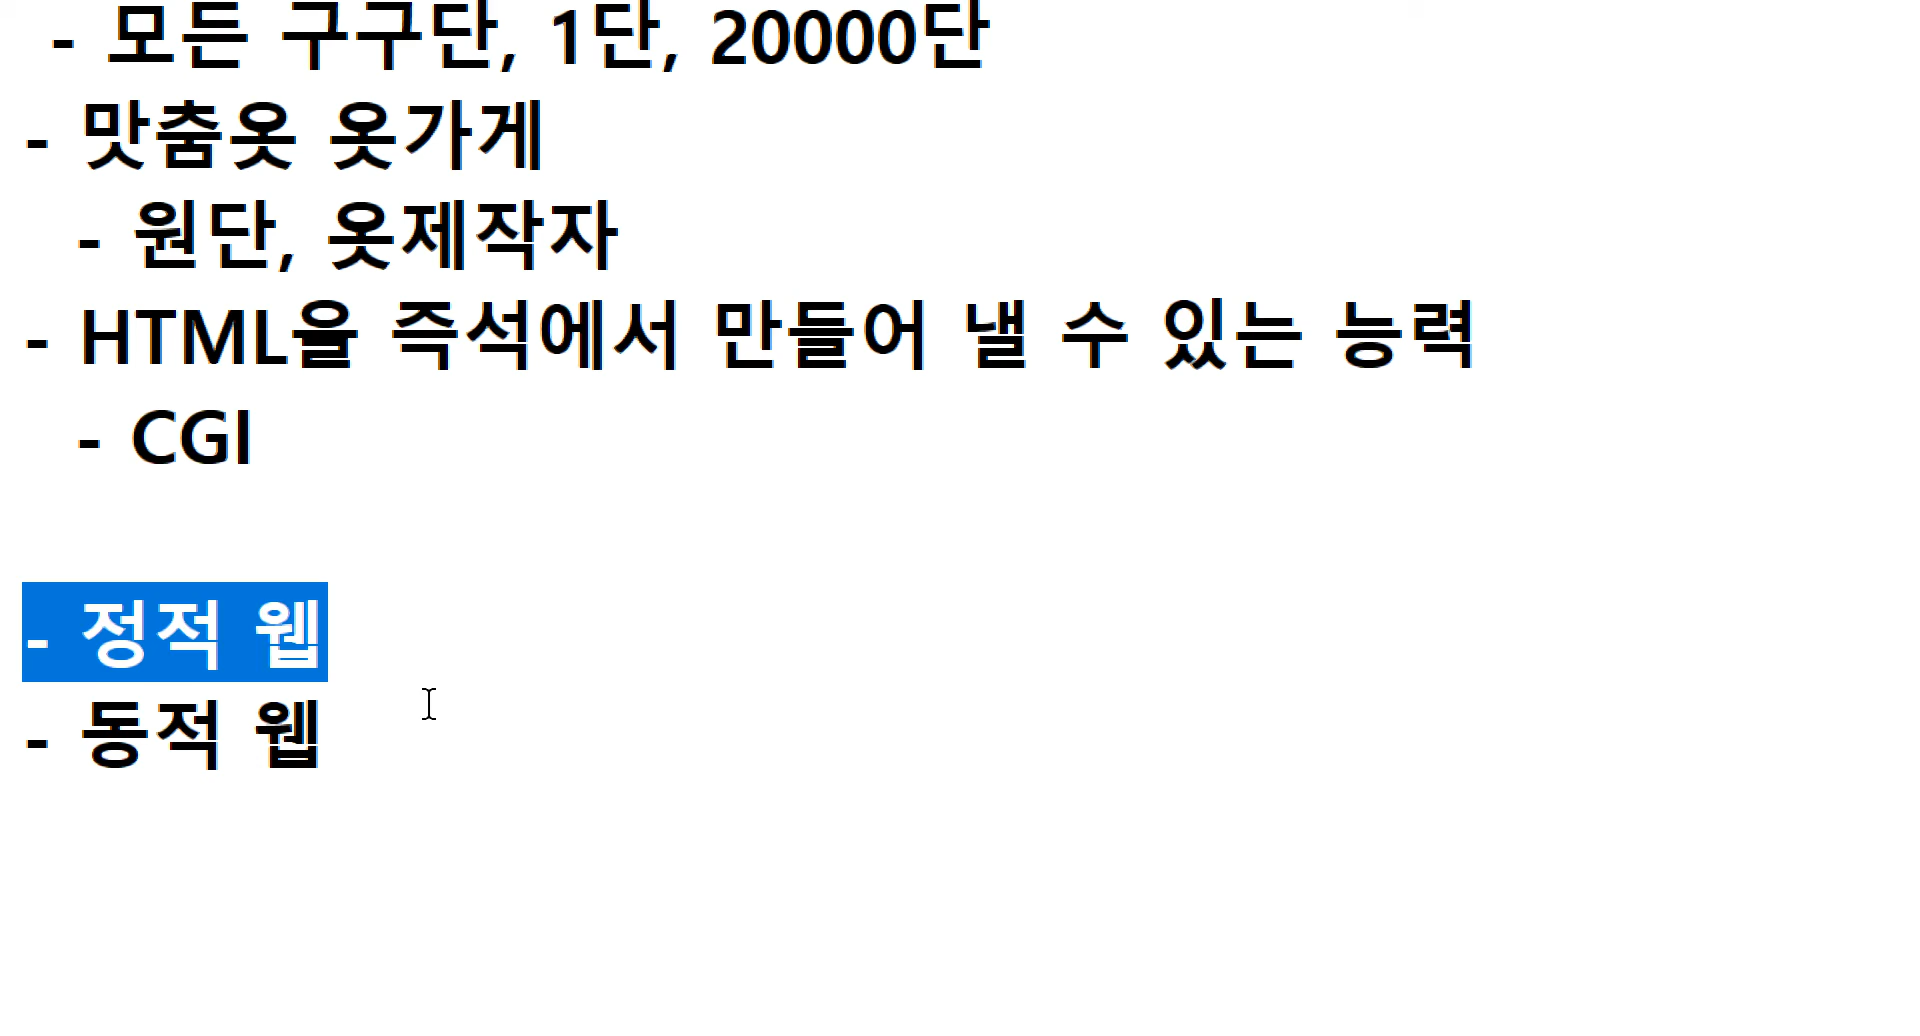 - 모든 구구단, 1단, 20000단
- 맞춤옷 옷가게
- 원단, 옷제작자
- HTML을 즉석에서 만들어 낼 수 있는 능력
- CGI
- 정적 웹
- 동적 웹